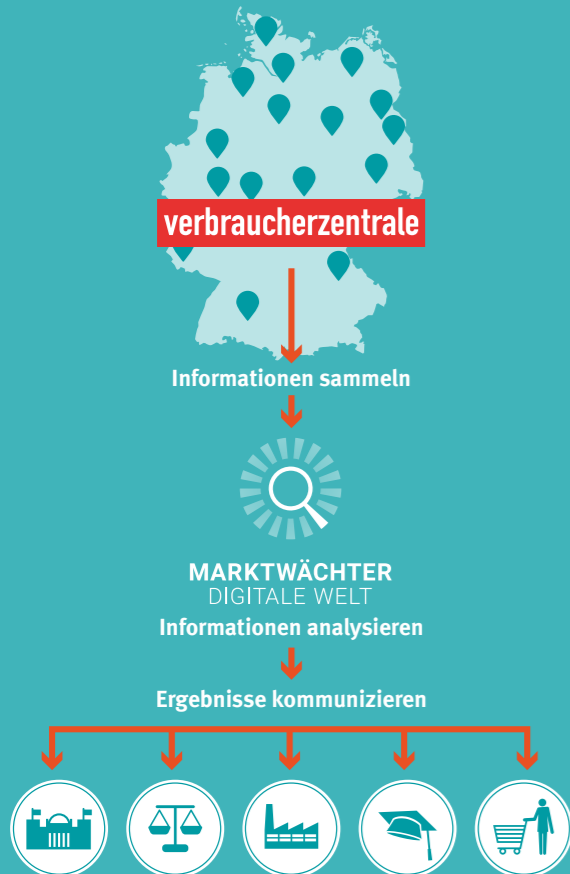 verbraucherzentrale
Informationen sammeln
MARKTWÄCHTER
DIGITALE WELT
Informationen analysieren
Ergebnisse kommunizieren